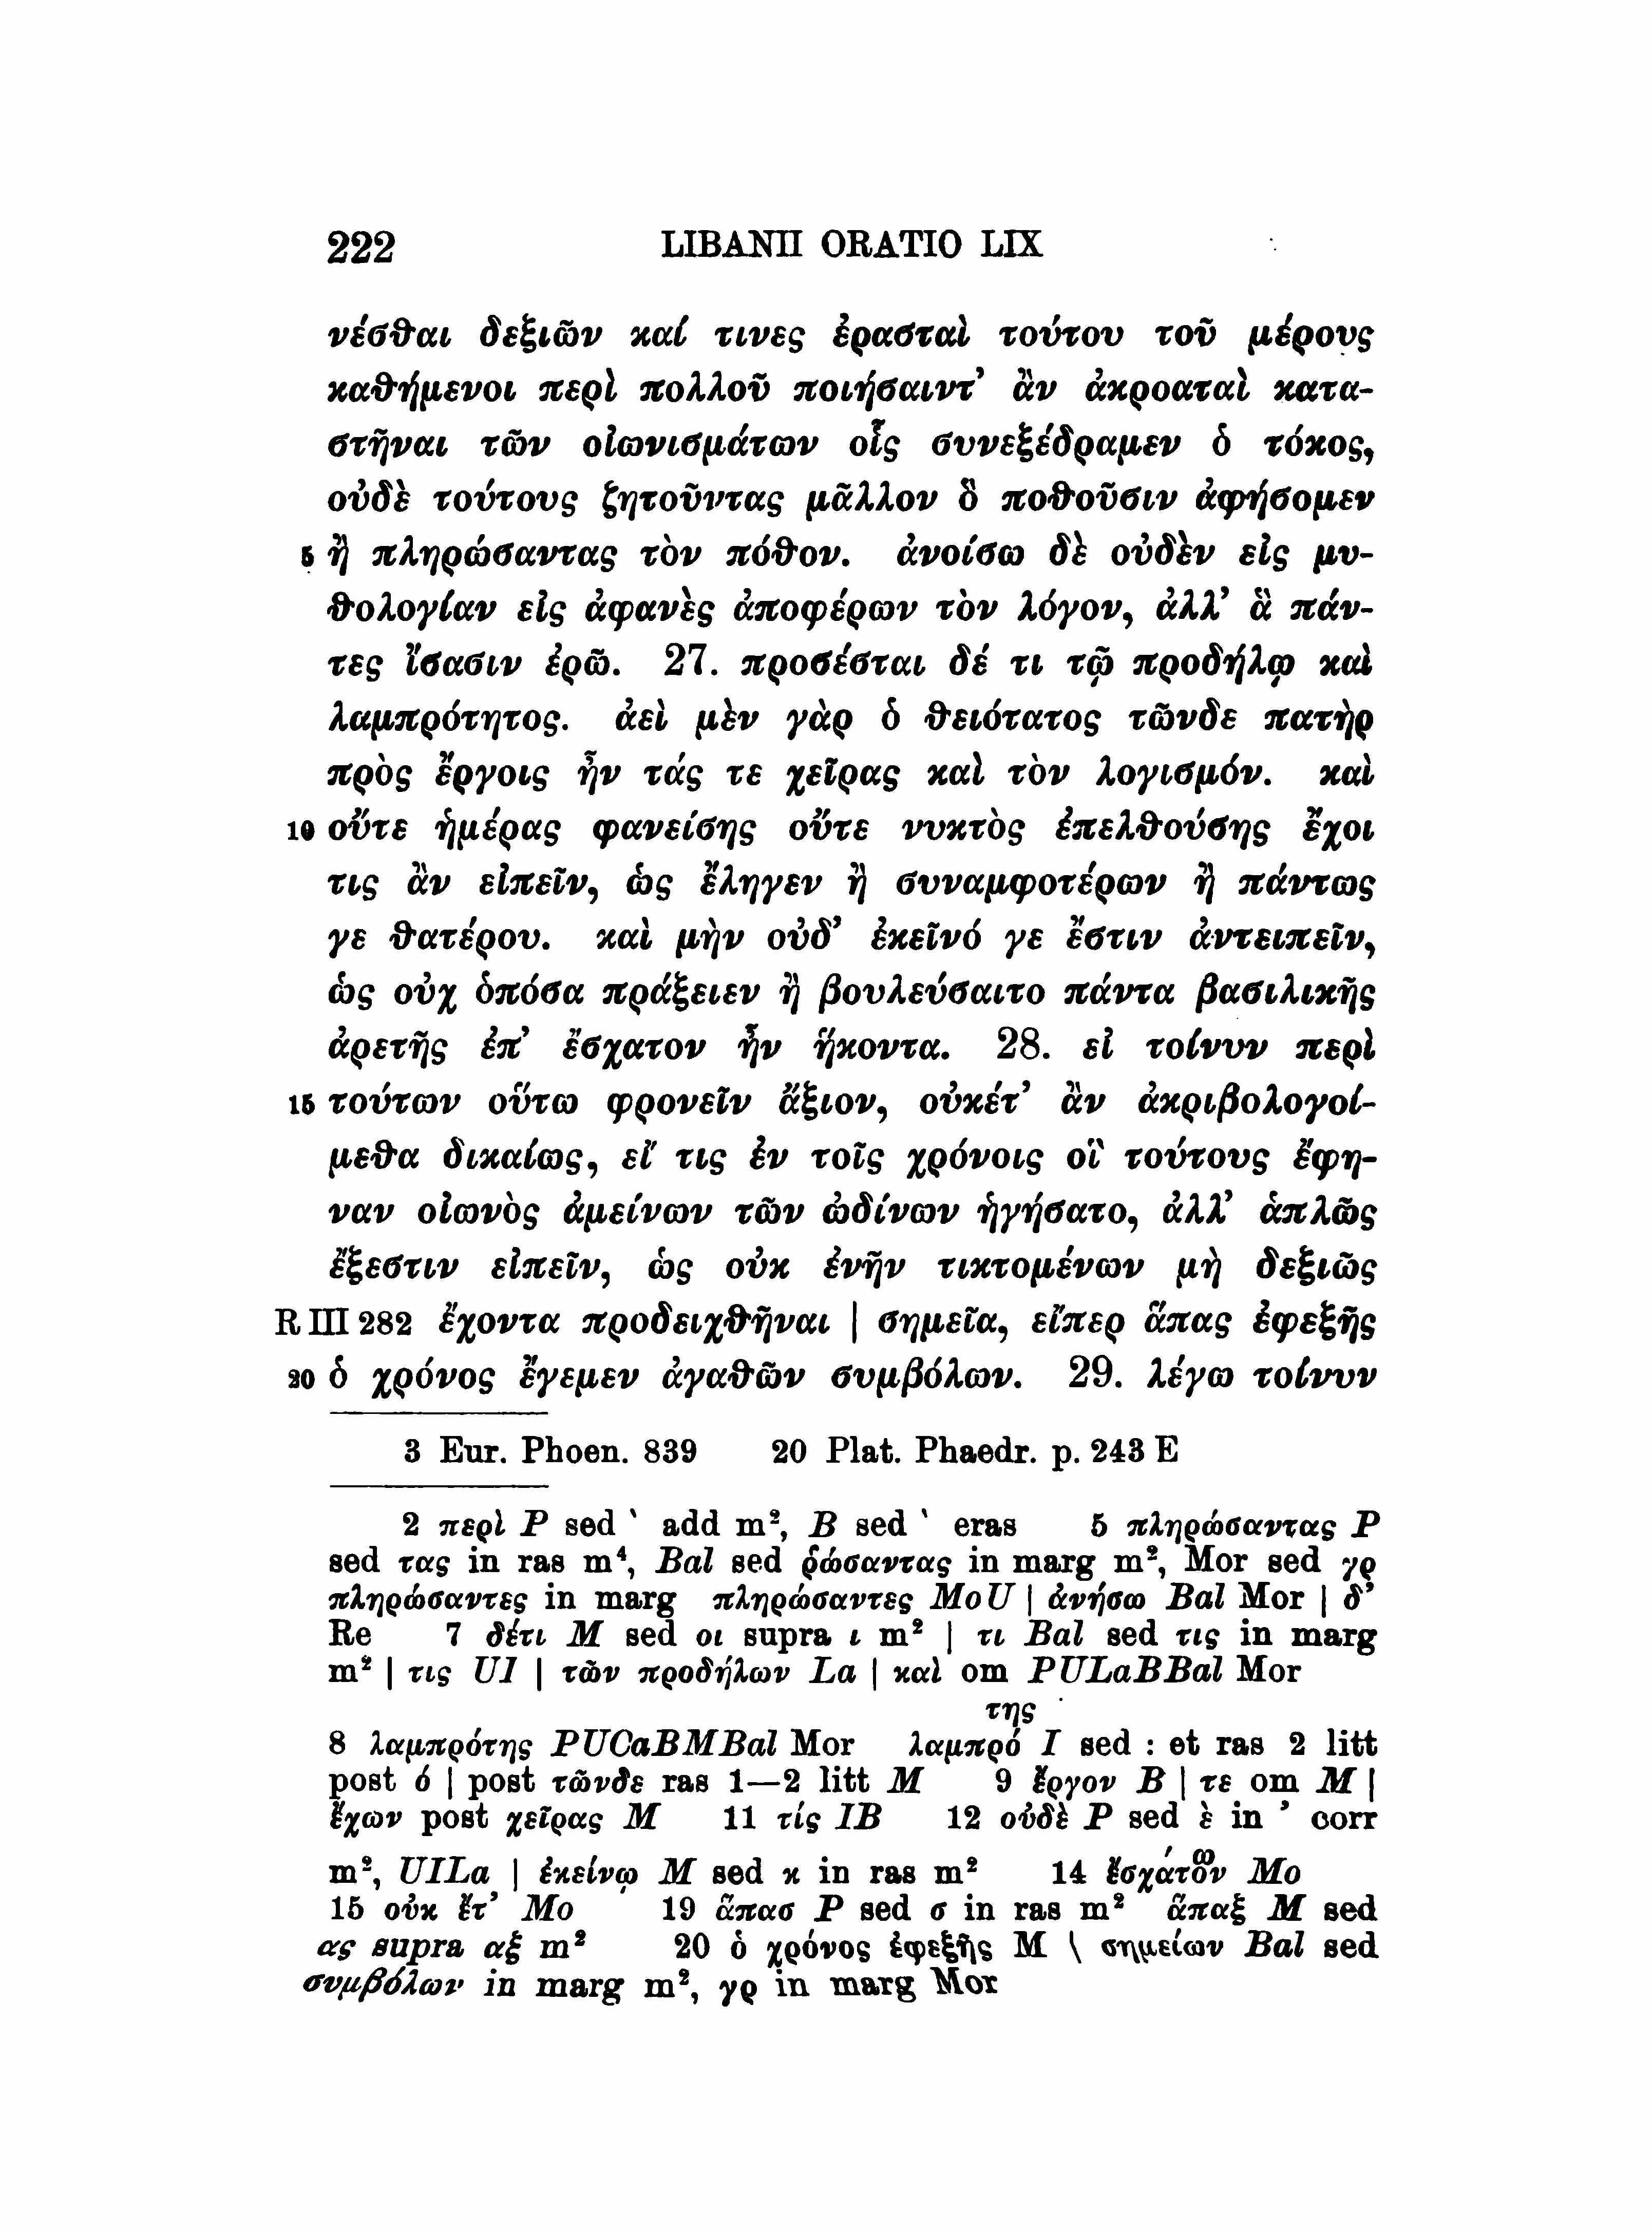 222 LIBANII ORATIO LIX
νέσθαι δεξιῶν καί τινες ἐρασταὶ τούτου τοῦ μέρους
καθήμενοι περὶ πολλοῦ ποιήσαιντ’ ἂν ἀκροαταὶ κατα-
στῆναι τῶν οἰωνισμάτων οἷς συνεξέδραμεν ὁ τόκος,
οὐδὲ τούτους ζητοῦντας μᾶλλον ὃ ποθοῦσιν ἀφήσομεν
5 ἢ πληρώσαντας τὸν πόθον. ἀνοίσω δὲ οὐδὲν εἰς μυ-
θολογίαν εἰς ἀφανὲς ἀποφέρων τὸν λόγον, ἀλλ’ ἃ πάν-
τες ἴσασιν ἐρῶ. 27. προσέσται δέ τι τῷ προδήλῳ καὶ
λαμπρότητος. ἀεὶ μὲν γὰρ ὁ θειότατος τῶνδε πατὴρ
πρὸς ἔργοις ἦν τάς τε χεῖρας καὶ τὸν λογισμόν. καὶ
10 οὔτε ἡμέρας φανείσης οὔτε νυκτὸς ἐπελθούσης ἔχοι
τις ἂν εἰπεῖν, ὡς ἔληγεν ἢ συναμφοτέρων ἢ πάντως
γε θατέρου. καὶ μὴν οὐδ’ ἐκεῖνό γε ἔστιν ἀντειπεῖν,
ὡς οὐχ ὁπόσα πράξειεν ἢ βουλεύσαιτο πάντα βασιλικῆς
ἀρετῆς ἐπ’ ἔσχατον ἦν ἥκοντα. 28. εἰ τοίνυν περὶ
15 τούτων οὕτω φρονεῖν ἄξιον, οὐκέτ’ ἂν ἀκριβολογοί-
μεθα δικαίως, εἴ τις ἐν τοῖς χρόνοις οἳ τούτους ἔφη-
ναν οἰωνὸς ἀμείνων τῶν ὠδίνων ἡγήσατο, ἀλλ’ ἁπλῶς
ἔξεστιν εἰπεῖν, ὡς οὐκ ἐνῆν τικτομένων μὴ δεξιῶς
R III 282 ἔχοντα προδειχθῆναι | σημεῖα, εἴπερ ἅπας ἐφεξῆς
20 ὁ χρόνος ἔγεμεν ἀγαθῶν συμβόλων. 29. λέγω τοίνυν
3 Eur. Phoen. 839 20 Plat. Phaedr. p. 243 E
2 περὶ P sed ` add m², B sed ` eras 5 πληρώσαντας P
sed τας in ras m⁴, Bal sed ῥώσαντας in marg m², Mor sed γρ
πληρώσαντες in marg πληρώσαντες MoU | ἀνήσω Bal Mor | δ’
Re 7 δέτι M sed οι supra ι m² | τι Bal sed τις in marg
m² | τις UI | τῶν προδήλων La | καὶ om PULaBBal Mor
της
8 λαμπρότης PUCaBMBal Mor λαμπρό I sed : et ras 2 litt
post ό | post τῶνδε ras 1—2 litt M 9 ἔργον B | τε om M |
ἔχων post χεῖρας M 11 τίς IB 12 οὐδὲ P sed ὲ in ’ corr
m², UILa | ἐκείνῳ M sed κ in ras m² 14 ἔσχατον Mo
15 οὐκ ἔτ’ Mo 19 ἅπασ P sed σ in ras m² ἅπαξ M sed
ας supra αξ m² 20 ὁ χρόνος ἐφεξῆς M \ σημείων Bal sed
συμβόλων in marg m², γρ in marg Mor